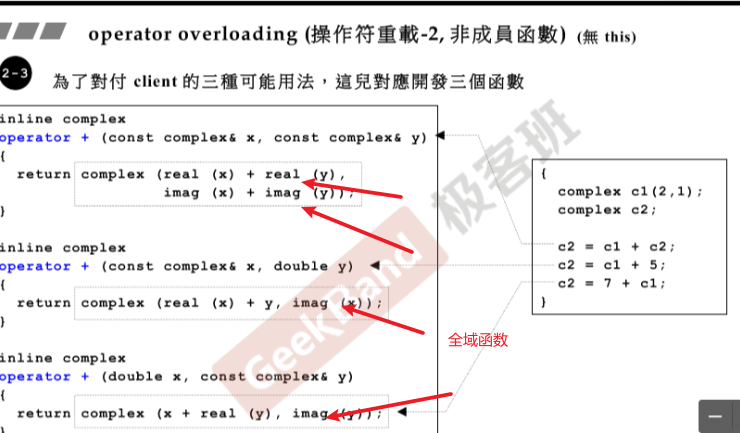 operator overloading (操作符重載-2, 非成員函數) (無 this)
2-3
為了對付 client 的三種可能用法，這兒對應開發三個函數
inline complex
operator + (const complex& x, const complex& y)
{
return complex (real (x) + real (y),
imag (x) + imag (y));
}
inline complex
operator + (const complex& x, double y)
{
return complex (real (x) + y, imag (x));
}
inline complex
operator + (double x, const complex& y)
{
return complex (x + real (y), imag (y));
}
{
complex c1(2,1);
complex c2;
c2 = c1 + c2;
c2 = c1 + 5;
c2 = 7 + c1;
}
全域函数
GeekBand 极客班